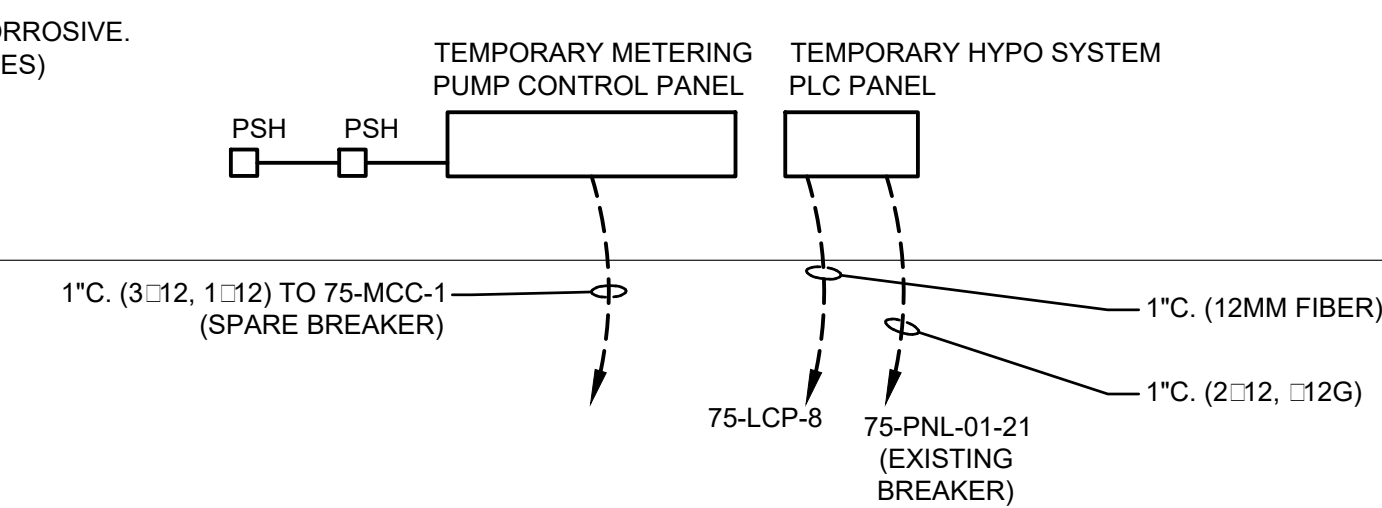 ORROSIVE.
ES)
TEMPORARY METERING
PUMP CONTROL PANEL
TEMPORARY HYPO SYSTEM
PLC PANEL
PSH
PSH
1"C. (3□12, 1□12) TO 75-MCC-1
(SPARE BREAKER)
1"C. (12MM FIBER)
1"C. (2□12, □12G)
75-LCP-8
75-PNL-01-21
(EXISTING
BREAKER)